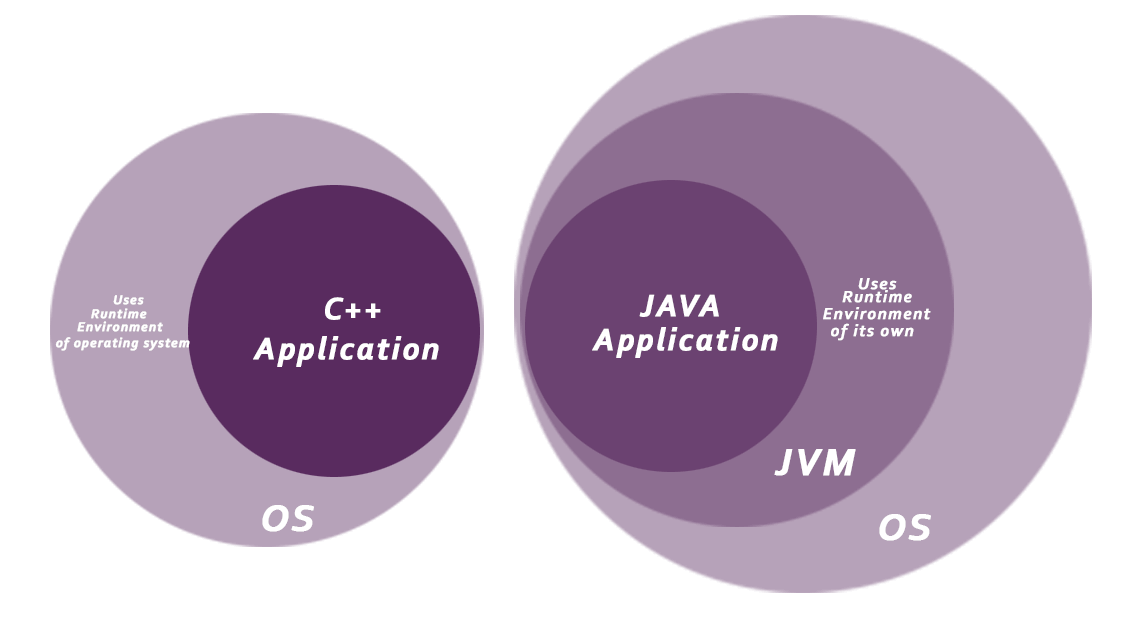 Uses
Runtime
Environment
of operating system
C++
Application
OS
JAVA
Application
Uses
Runtime
Environment
of its own
JVM
OS